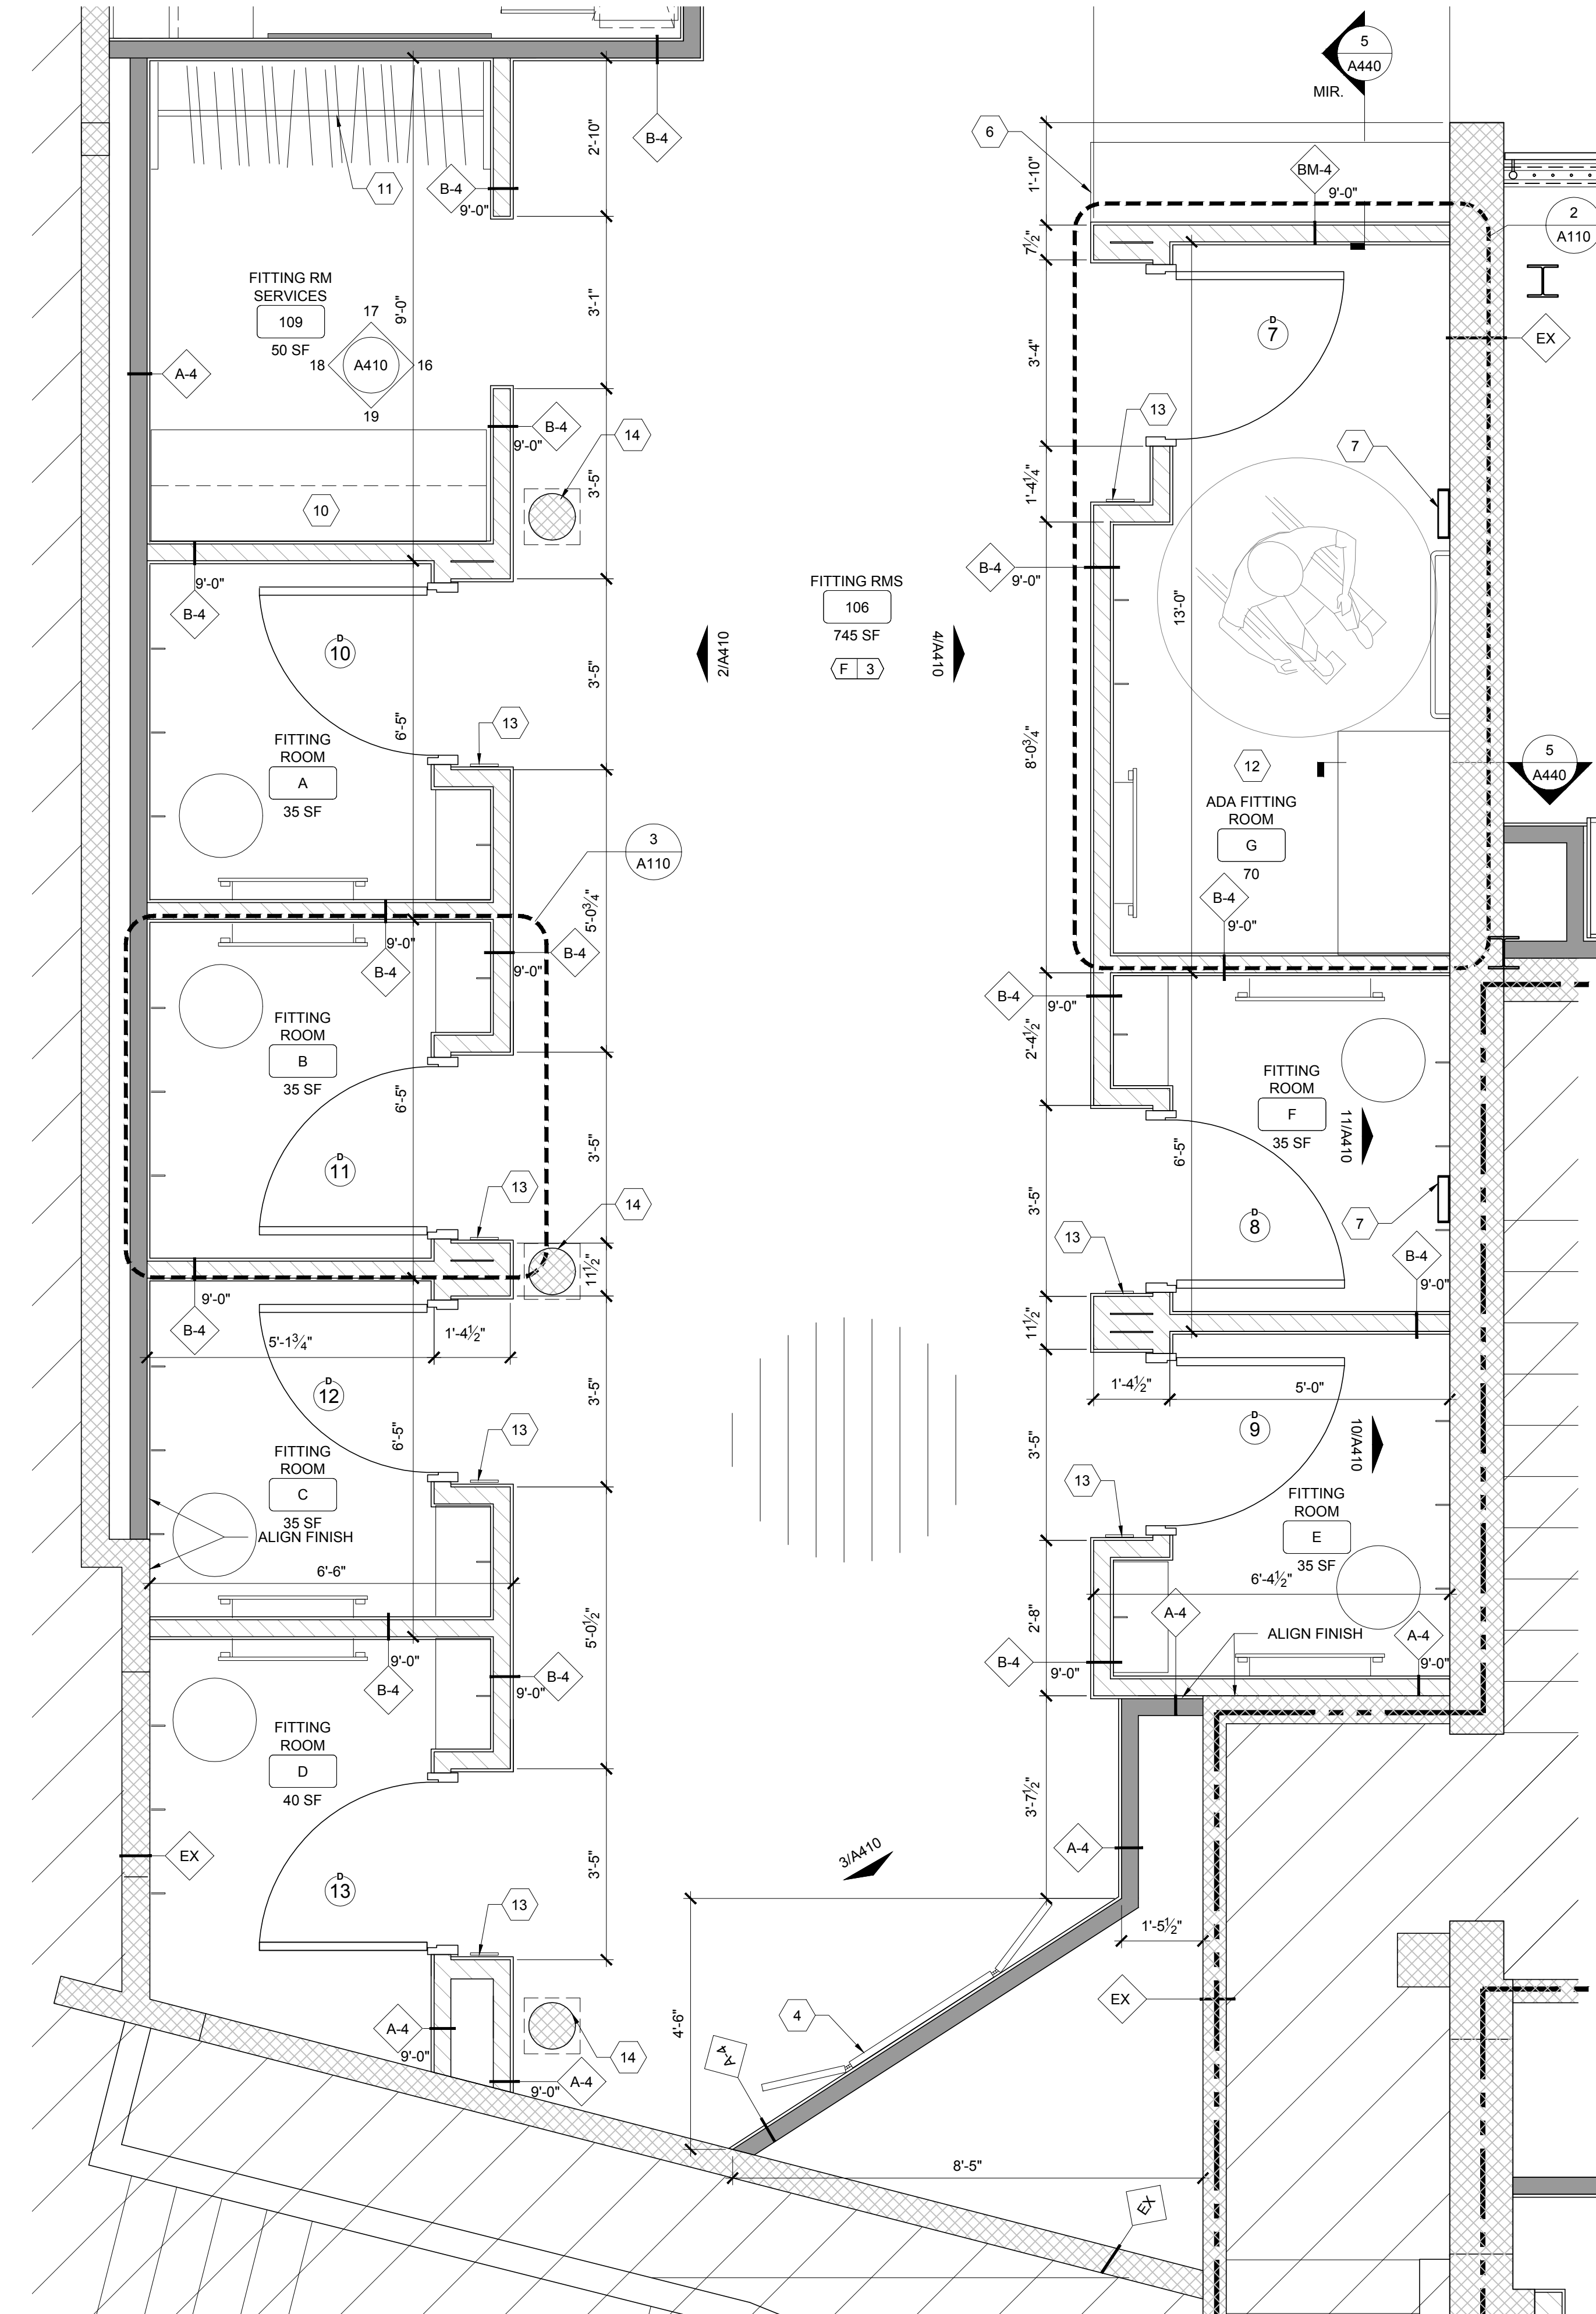 5
A440
MIR.
B-4
2'-10"
6
1'-10"
BM-4
9'-0"
11
B-4
9'-0"
2
A110
7½"
FITTING RM
SERVICES
109
50 SF
17
18
A410
16
19
9'-0"
3'-1"
D
7
EX
3'-4"
A-4
B-4
9'-0"
14
13
7
3'-5"
1'-4¼"
10
B-4
9'-0"
B-4
9'-0"
FITTING RMS
106
745 SF
F 3
2/A410
4/A410
13'-0"
D
10
3'-5"
6'-5"
13
FITTING
ROOM
A
35 SF
8'-0¾"
12
ADA FITTING
ROOM
G
70
5
A440
3
A110
5'-0¾"
B-4
9'-0"
9'-0"
B-4
B-4
9'-0"
B-4
9'-0"
FITTING
ROOM
B
35 SF
2'-4½"
FITTING
ROOM
F
35 SF
11/A410
6'-5"
3'-5"
6'-5"
D
11
13
14
3'-5"
D
8
7
13
B-4
9'-0"
11½"
9'-0"
B-4
5'-1¾"
1'-4½"
11½"
1'-4½"
5'-0"
D
12
3'-5"
6'-5"
13
D
9
3'-5"
10/A410
FITTING
ROOM
C
35 SF
ALIGN FINISH
13
FITTING
ROOM
E
35 SF
6'-6"
6'-4½"
5'-0½"
2'-8"
A-4
ALIGN FINISH
A-4
9'-0"
9'-0"
B-4
B-4
9'-0"
B-4
9'-0"
FITTING
ROOM
D
40 SF
3'-7½"
EX
3/A410
A-4
D
13
3'-5"
13
1'-5½"
EX
4
4'-6"
A-4
9'-0"
14
A-4
A-4
9'-0"
8'-5"
EX